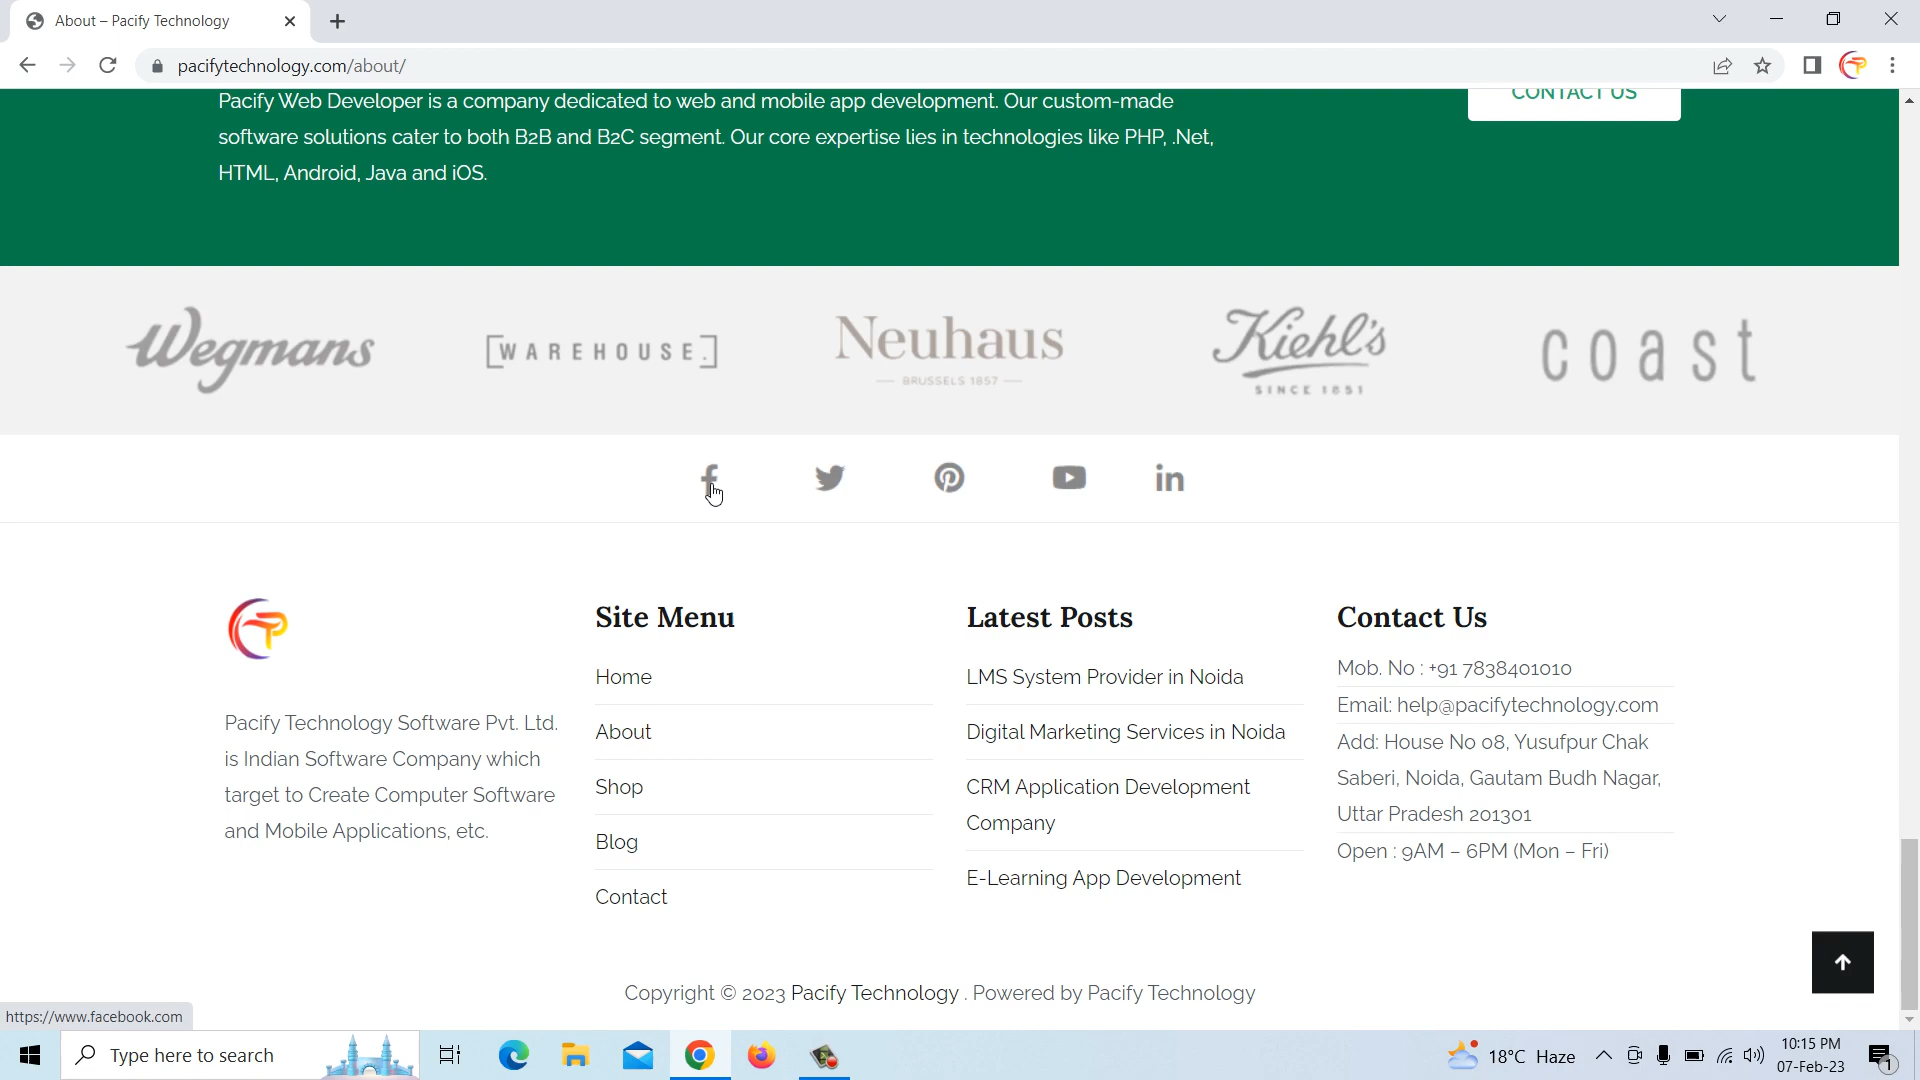 About – Pacify Technology
pacifytechnology.com/about/
Pacify Web Developer is a company dedicated to web and mobile app development. Our custom-made
software solutions cater to both B2B and B2C segment. Our core expertise lies in technologies like PHP, .Net,
HTML, Android, Java and iOS.
CONTACT US
Wegmans
[WAREHOUSE.]
Neuhaus
BRUSSELS 1857
Kiehl's
SINCE 1851
coast
Site Menu
Home
About
Shop
Blog
Contact
Latest Posts
LMS System Provider in Noida
Digital Marketing Services in Noida
CRM Application Development
Company
E-Learning App Development
Contact Us
Mob. No : +91 7838401010
Email: help@pacifytechnology.com
Add: House No 08, Yusufpur Chak
Saberi, Noida, Gautam Budh Nagar,
Uttar Pradesh 201301
Open : 9AM – 6PM (Mon – Fri)
Pacify Technology Software Pvt. Ltd.
is Indian Software Company which
target to Create Computer Software
and Mobile Applications, etc.
Copyright © 2023 Pacify Technology . Powered by Pacify Technology
https://www.facebook.com
Type here to search
18°C Haze
10:15 PM
07-Feb-23
1